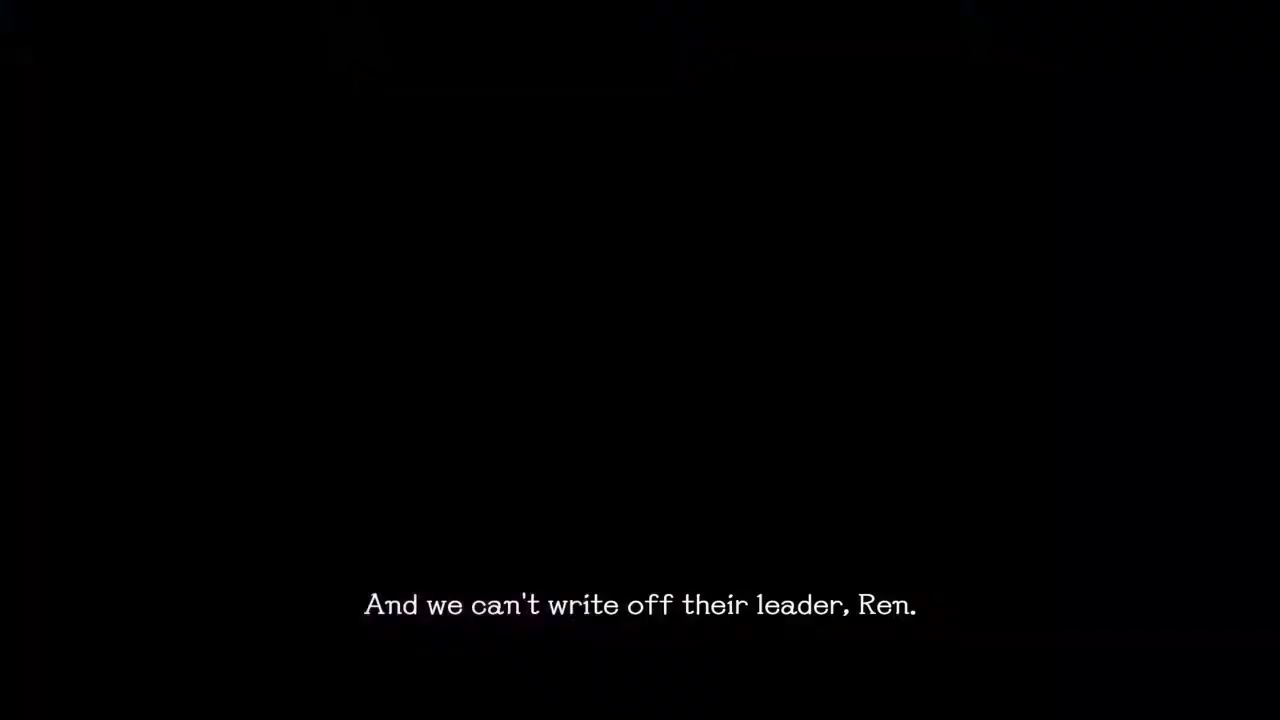 And we can't write off their leader, Ren.